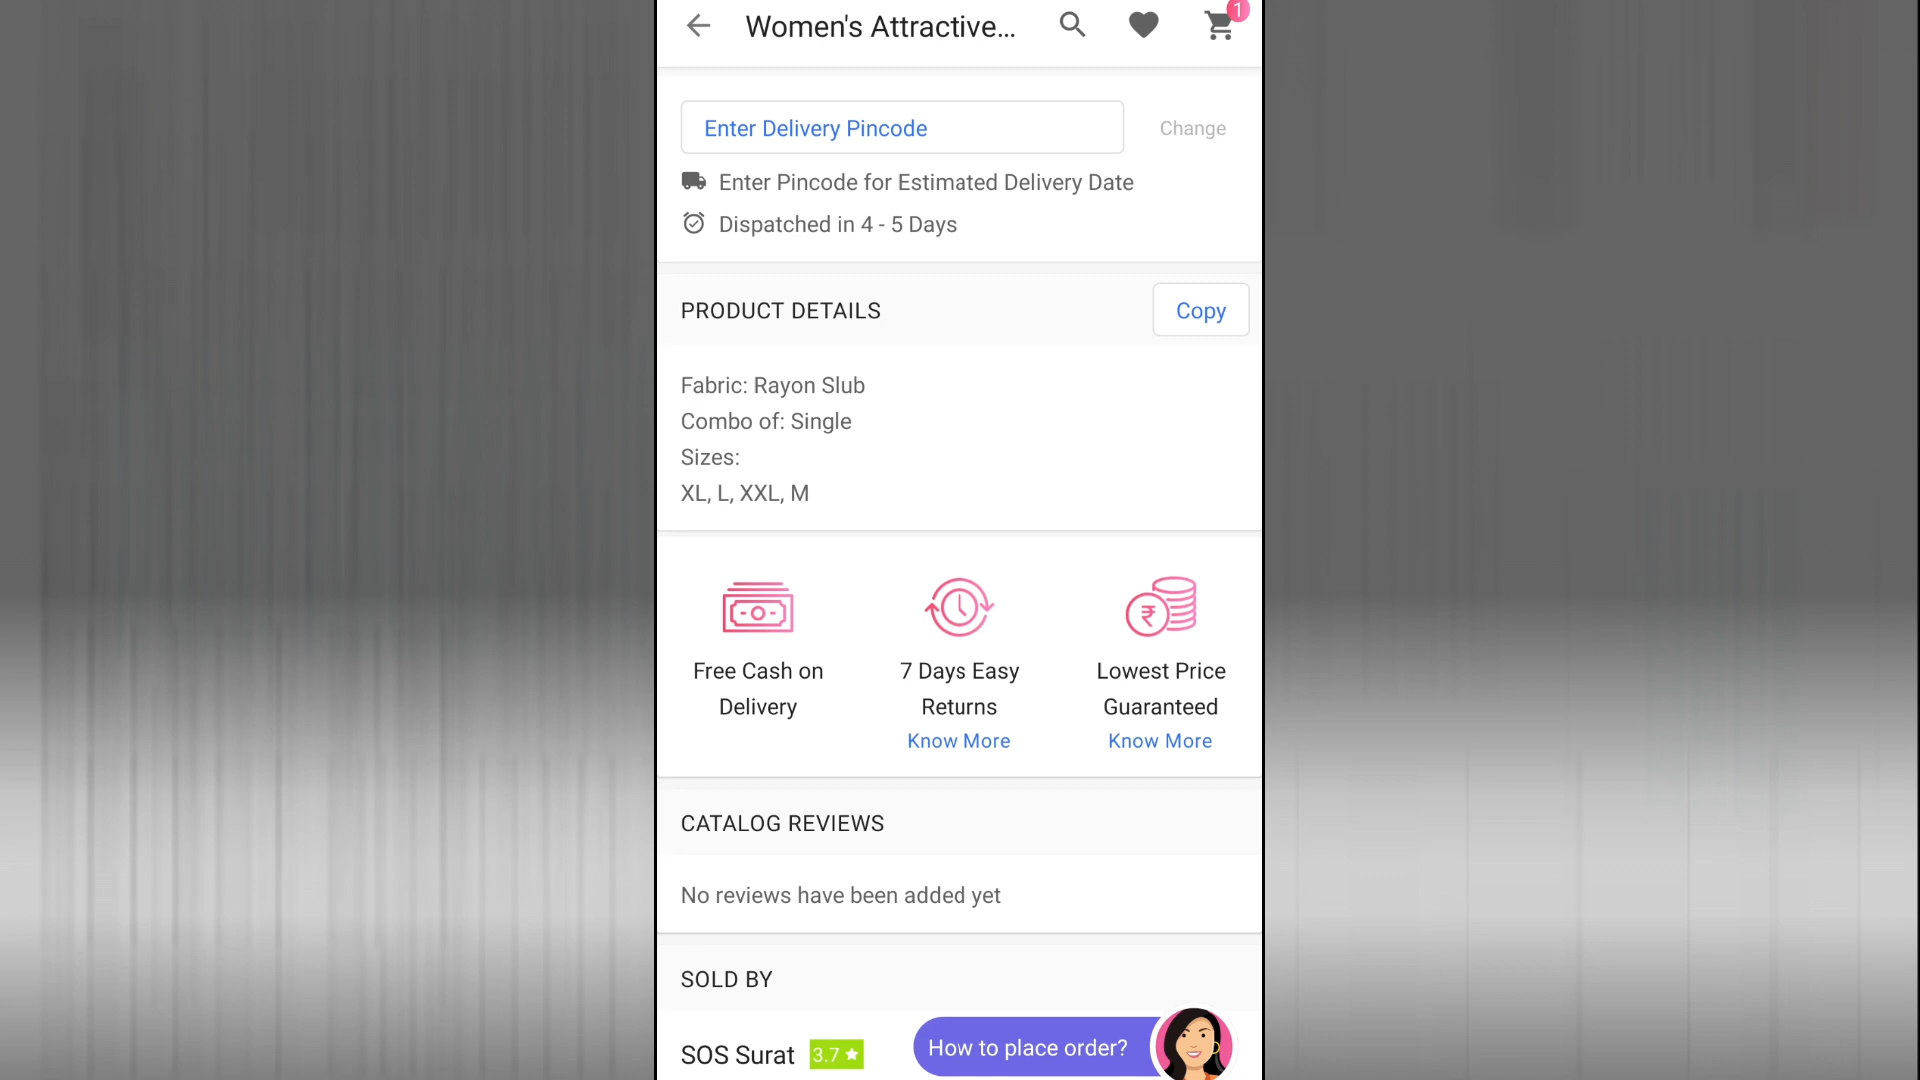 Women's Attractive...
1
Enter Delivery Pincode
Change
Enter Pincode for Estimated Delivery Date
Dispatched in 4 - 5 Days
PRODUCT DETAILS
Copy
Fabric: Rayon Slub
Combo of: Single
Sizes:
XL, L, XXL, M
Free Cash on
Delivery
7 Days Easy
Returns
Know More
Lowest Price
Guaranteed
Know More
CATALOG REVIEWS
No reviews have been added yet
SOLD BY
SOS Surat 3.7
How to place order?